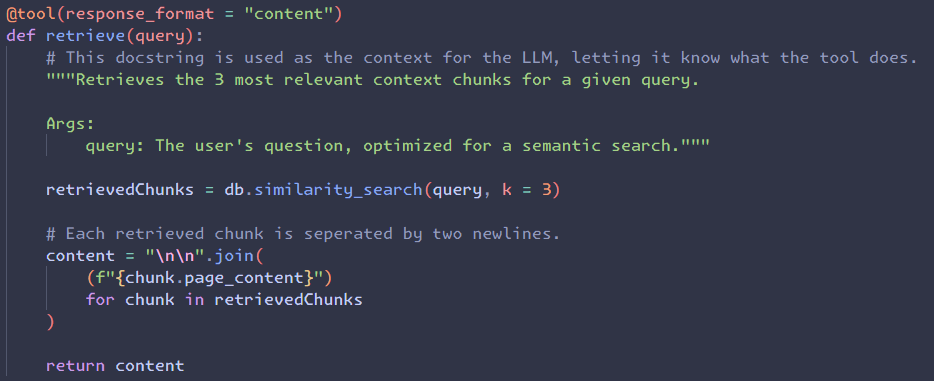 @tool(response_format = "content")
def retrieve(query):
    # This docstring is used as the context for the LLM, letting it know what the tool does.
    """Retrieves the 3 most relevant context chunks for a given query.

    Args:
        query: The user's question, optimized for a semantic search."""

    retrievedChunks = db.similarity_search(query, k = 3)

    # Each retrieved chunk is seperated by two newlines.
    content = "\n\n".join(
        (f"{chunk.page_content}")
        for chunk in retrievedChunks
    )

    return content